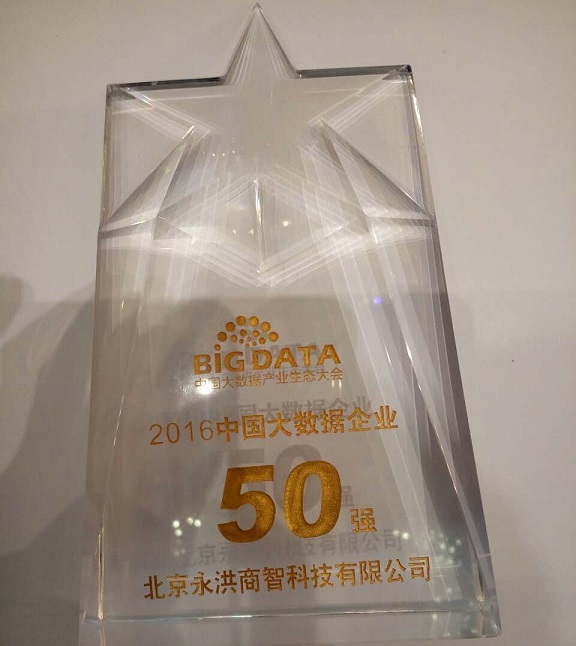 BIG DATA
中国大数据产业生态大会
2016中国大数据企业
50强
北京永洪商智科技有限公司